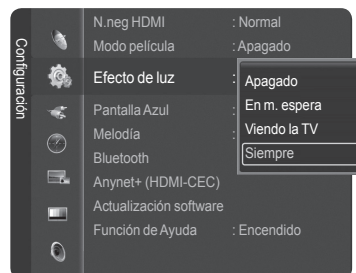 Configuración
N.neg HDMI : Normal
Modo película : Apagado
Efecto de luz :
Apagado
En m. espera
Viendo la TV
Siempre
Pantalla Azul :
Melodía :
Bluetooth
Anynet+ (HDMI-CEC)
Actualización software
Función de Ayuda : Encendido